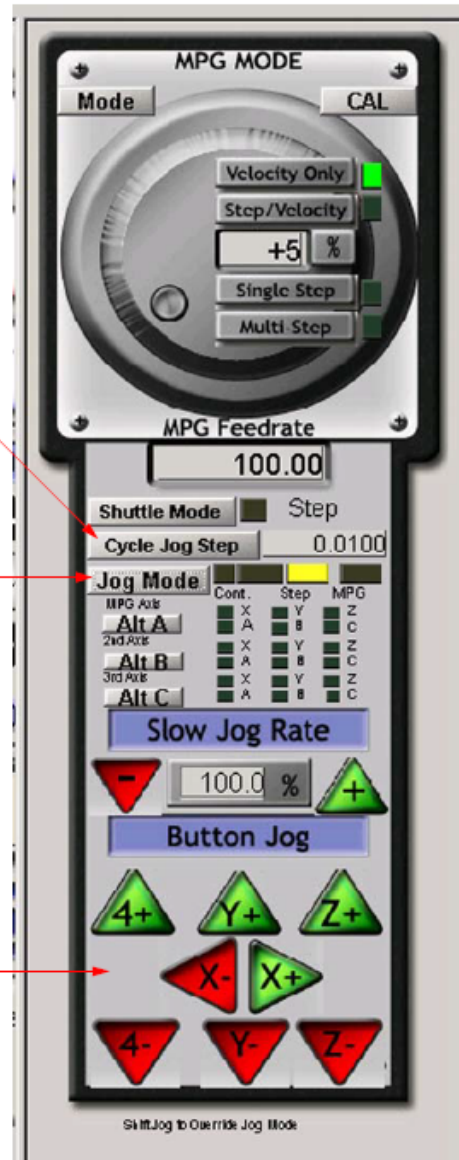 MPG MODE
Mode CAL
Velocity Only
Step/Velocity
+5 %
Single Step
Multi Step
MPG Feedrate
100.00
Shuttle Mode Step
Cycle Jog Step 0.0100
Jog Mode
Cont. Step MPG
MPG Axis
X Y Z
Alt A A B C
2nd Axis
X Y Z
Alt B A B C
3rd Axis
X Y Z
Alt C A B C
Slow Jog Rate
- 100.0 % +
Button Jog
4+ Y+ Z+
X- X+
4- Y- Z-
Shift.Jog to Override Jog Mode